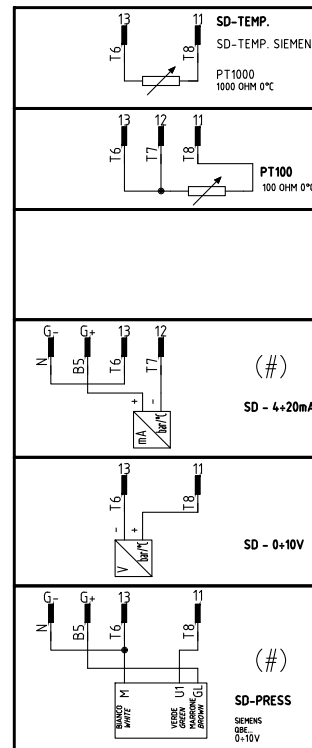 13
11
SD-TEMP.
T6
T8
SD-TEMP. SIEMEN
PT1000
1000 OHM 0°C
13
12
11
T6
T7
T8
PT100
100 OHM 0°C
G-
G+
13
12
(#)
N
B5
T6
T7
+ -
mA
bar/°C
SD - 4÷20mA
13
11
T6
T8
- +
V
bar/°C
SD - 0÷10V
G-
G+
13
11
(#)
N
B5
T6
T8
M
U1
GL
BIANCO
WHITE
VERDE
GREEN
MARRONE
BROWN
SD-PRESS
SIEMENS
QBE...
0÷10V